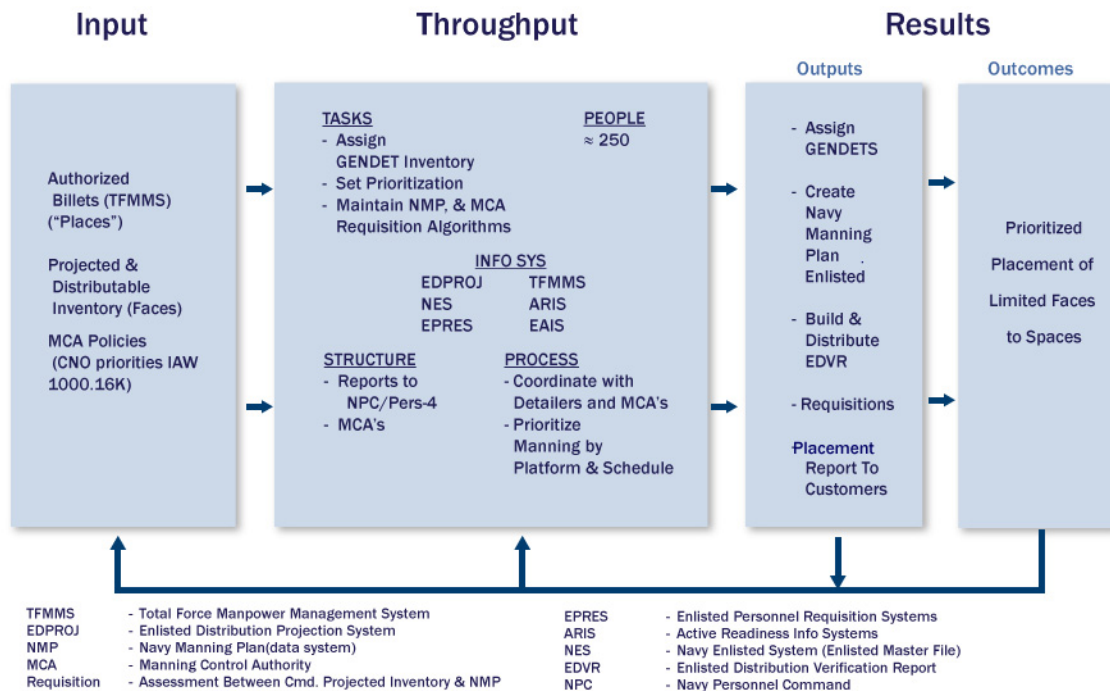 Input
Throughput
Results
Outputs
Outcomes
Authorized
Billets (TFMMS)
("Places")
Projected &
Distributable
Inventory (Faces)
MCA Policies
(CNO priorities IAW
1000.16K)
TASKS
- Assign
GENDET Inventory
- Set Prioritization
- Maintain NMP, & MCA
Requisition Algorithms
PEOPLE
≈ 250
INFO SYS
EDPROJ TFMMS
NES ARIS
EPRES EAIS
STRUCTURE
- Reports to
NPC/Pers-4
- MCA's
PROCESS
- Coordinate with
Detailers and MCA's
- Prioritize
Manning by
Platform & Schedule
- Assign
GENDETS
- Create
Navy
Manning
Plan .
Enlisted
- Build &
Distribute
EDVR
- Requisitions
-Placement
Report To
Customers
Prioritized
Placement of
Limited Faces
to Spaces
TFMMS - Total Force Manpower Management System
EDPROJ - Enlisted Distribution Projection System
NMP - Navy Manning Plan(data system)
MCA - Manning Control Authority
Requisition - Assessment Between Cmd. Projected Inventory & NMP
EPRES - Enlisted Personnel Requisition Systems
ARIS - Active Readiness Info Systems
NES - Navy Enlisted System (Enlisted Master File)
EDVR - Enlisted Distribution Verification Report
NPC - Navy Personnel Command